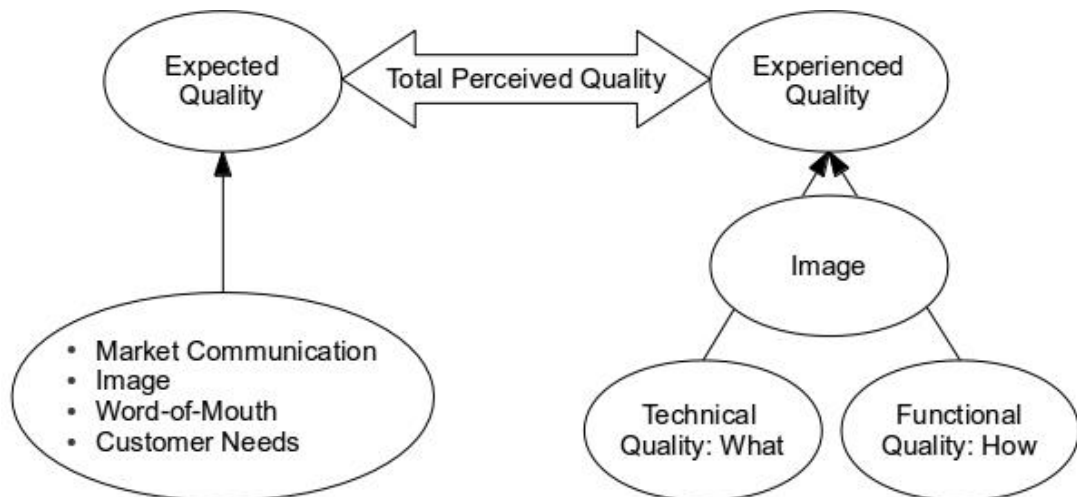 Expected
Quality
Total Perceived Quality
Experienced
Quality
Image
• Market Communication
• Image
• Word-of-Mouth
• Customer Needs
Technical
Quality: What
Functional
Quality: How